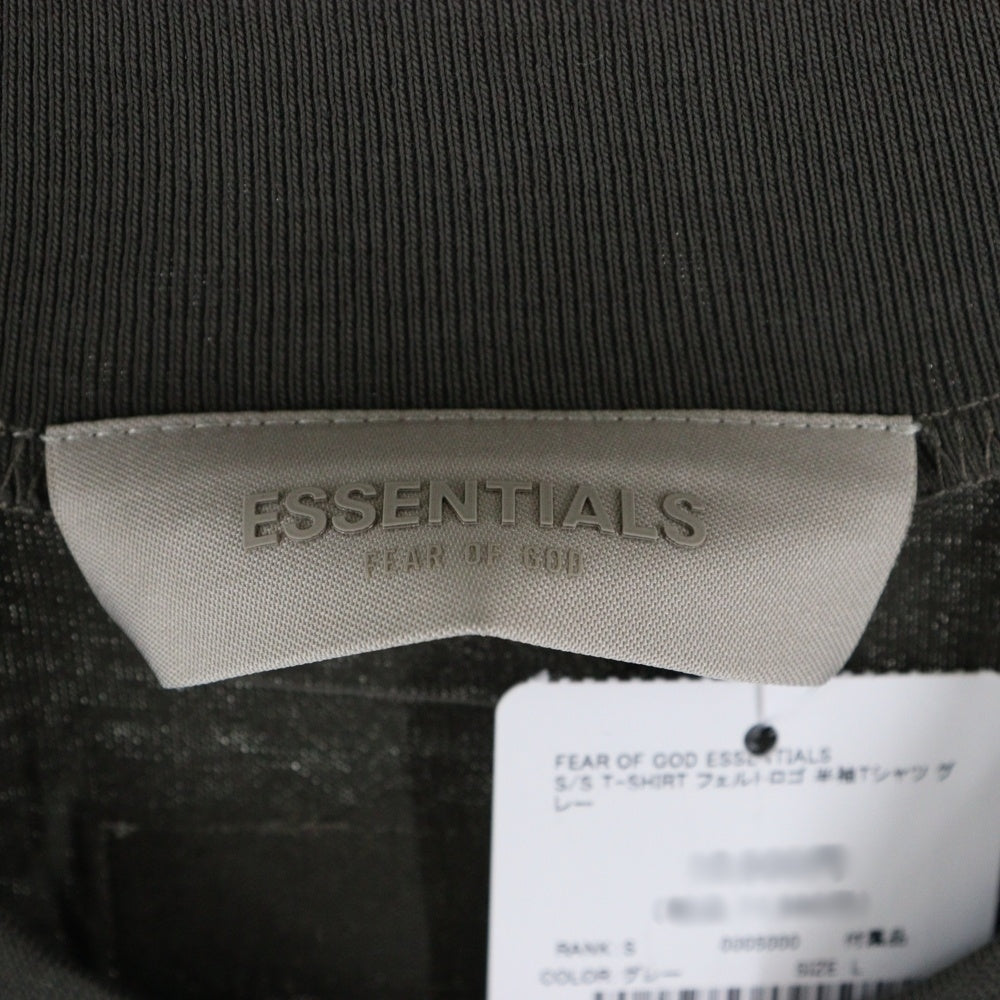 ESSENTIALS
FEAR OF GOD
FEAR OF GOD ESSENTIALS
S/S T-SHIRT フェルトロゴ 半袖Tシャツ グ
レー
RANK: S 0005000 付属品
COLOR: グレー SIZE: L